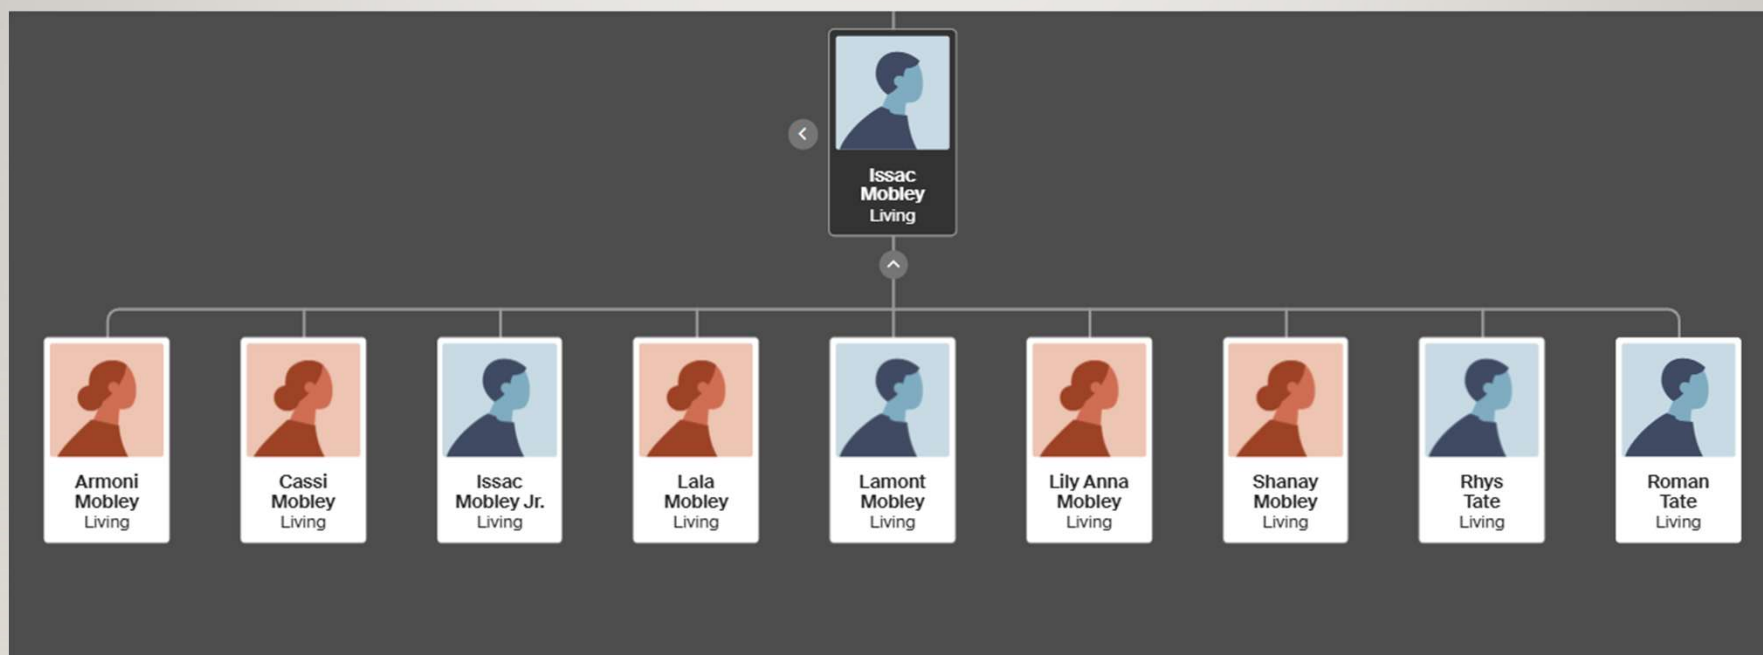 Issac
Mobley
Living
Armoni
Mobley
Living
Cassi
Mobley
Living
Issac
Mobley Jr.
Living
Lala
Mobley
Living
Lamont
Mobley
Living
Lily Anna
Mobley
Living
Shanay
Mobley
Living
Rhys
Tate
Living
Roman
Tate
Living